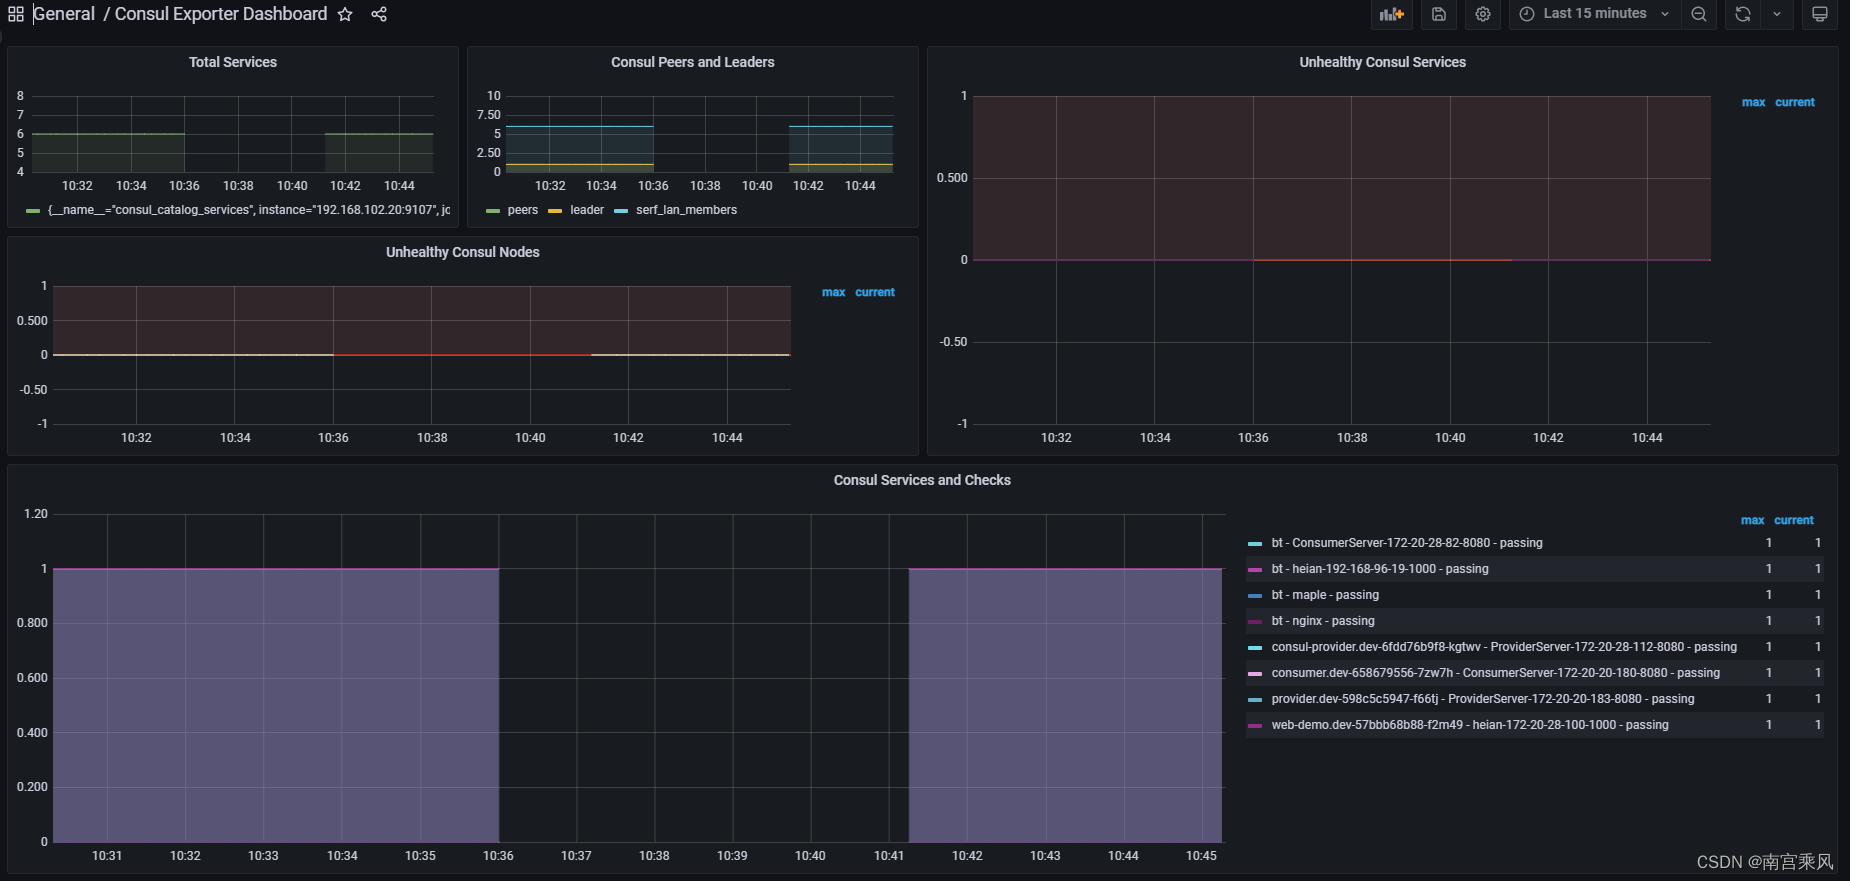 General / Consul Exporter Dashboard
Last 15 minutes
Total Services
8
7
6
5
4
10:32 10:34 10:36 10:38 10:40 10:42 10:44
{__name__="consul_catalog_services", instance="192.168.102.20:9107", jo
Consul Peers and Leaders
10
7.50
5
2.50
0
10:32 10:34 10:36 10:38 10:40 10:42 10:44
peers leader serf_lan_members
Unhealthy Consul Services
1
0.500
0
-0.50
-1
10:32 10:34 10:36 10:38 10:40 10:42 10:44
max current
Unhealthy Consul Nodes
1
0.500
0
-0.50
-1
10:32 10:34 10:36 10:38 10:40 10:42 10:44
max current
Consul Services and Checks
1.20
1
0.800
0.600
0.400
0.200
0
10:31 10:32 10:33 10:34 10:35 10:36 10:37 10:38 10:39 10:40 10:41 10:42 10:43 10:44 10:45
max current
bt - ConsumerServer-172-20-28-82-8080 - passing 1 1
bt - heian-192-168-96-19-1000 - passing 1 1
bt - maple - passing 1 1
bt - nginx - passing 1 1
consul-provider.dev-6fdd76b9f8-kgtwv - ProviderServer-172-20-28-112-8080 - passing 1 1
consumer.dev-658679556-7zw7h - ConsumerServer-172-20-20-180-8080 - passing 1 1
provider.dev-598c5c5947-f66tj - ProviderServer-172-20-20-183-8080 - passing 1 1
web-demo.dev-57bbb68b88-f2m49 - heian-172-20-28-100-1000 - passing 1 1
CSDN @南宫乘风